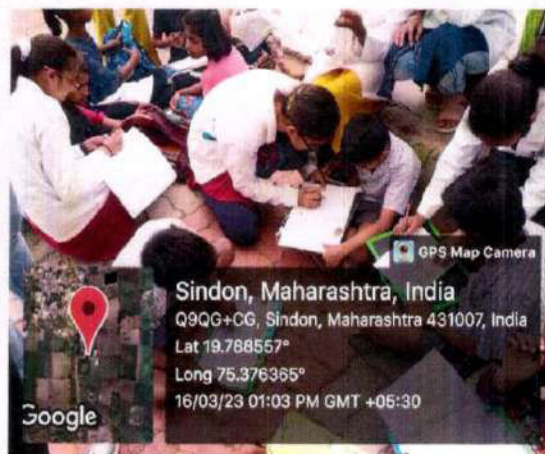 GPS Map Camera
Sindon, Maharashtra, India
Q9QG+CG, Sindon, Maharashtra 431007, India
Lat 19.788557°
Long 75.376365°
16/03/23 01:03 PM GMT +05:30
Google